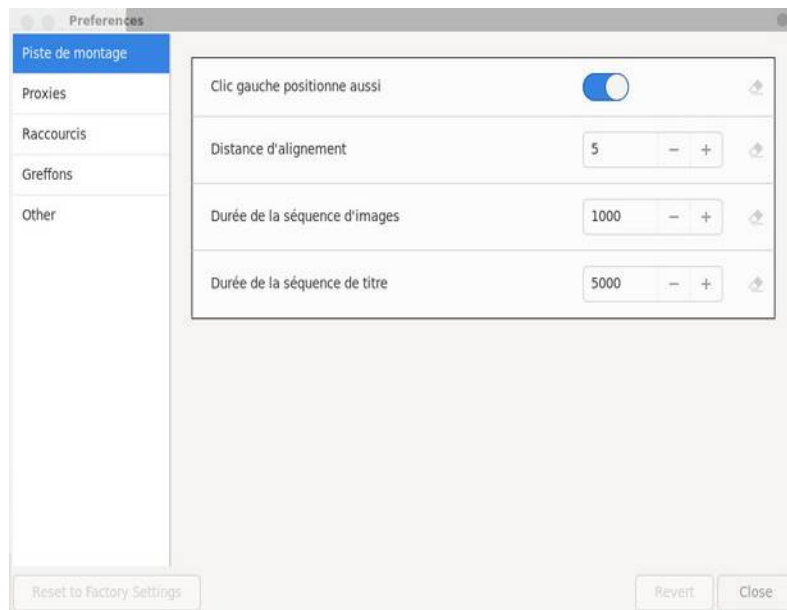 Preferences
Piste de montage
Proxies
Raccourcis
Greffons
Other
Clic gauche positionne aussi
Distance d'alignement
5
Durée de la séquence d'images
1000
Durée de la séquence de titre
5000
Reset to Factory Settings
Revert
Close